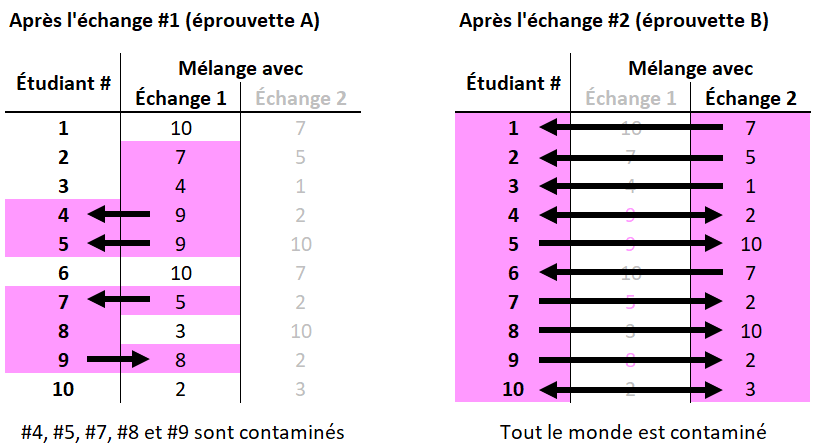 Après l'échange #1 (éprouvette A)
Étudiant # Mélange avec
Échange 1 Échange 2
1 10 7
2 7 5
3 4 1
4 9 2
5 9 10
6 10 7
7 5 2
8 3 10
9 8 2
10 2 3
#4, #5, #7, #8 et #9 sont contaminés
Après l'échange #2 (éprouvette B)
Étudiant # Mélange avec
Échange 1 Échange 2
1 10 7
2 7 5
3 4 1
4 9 2
5 9 10
6 10 7
7 5 2
8 3 10
9 8 2
10 2 3
Tout le monde est contaminé